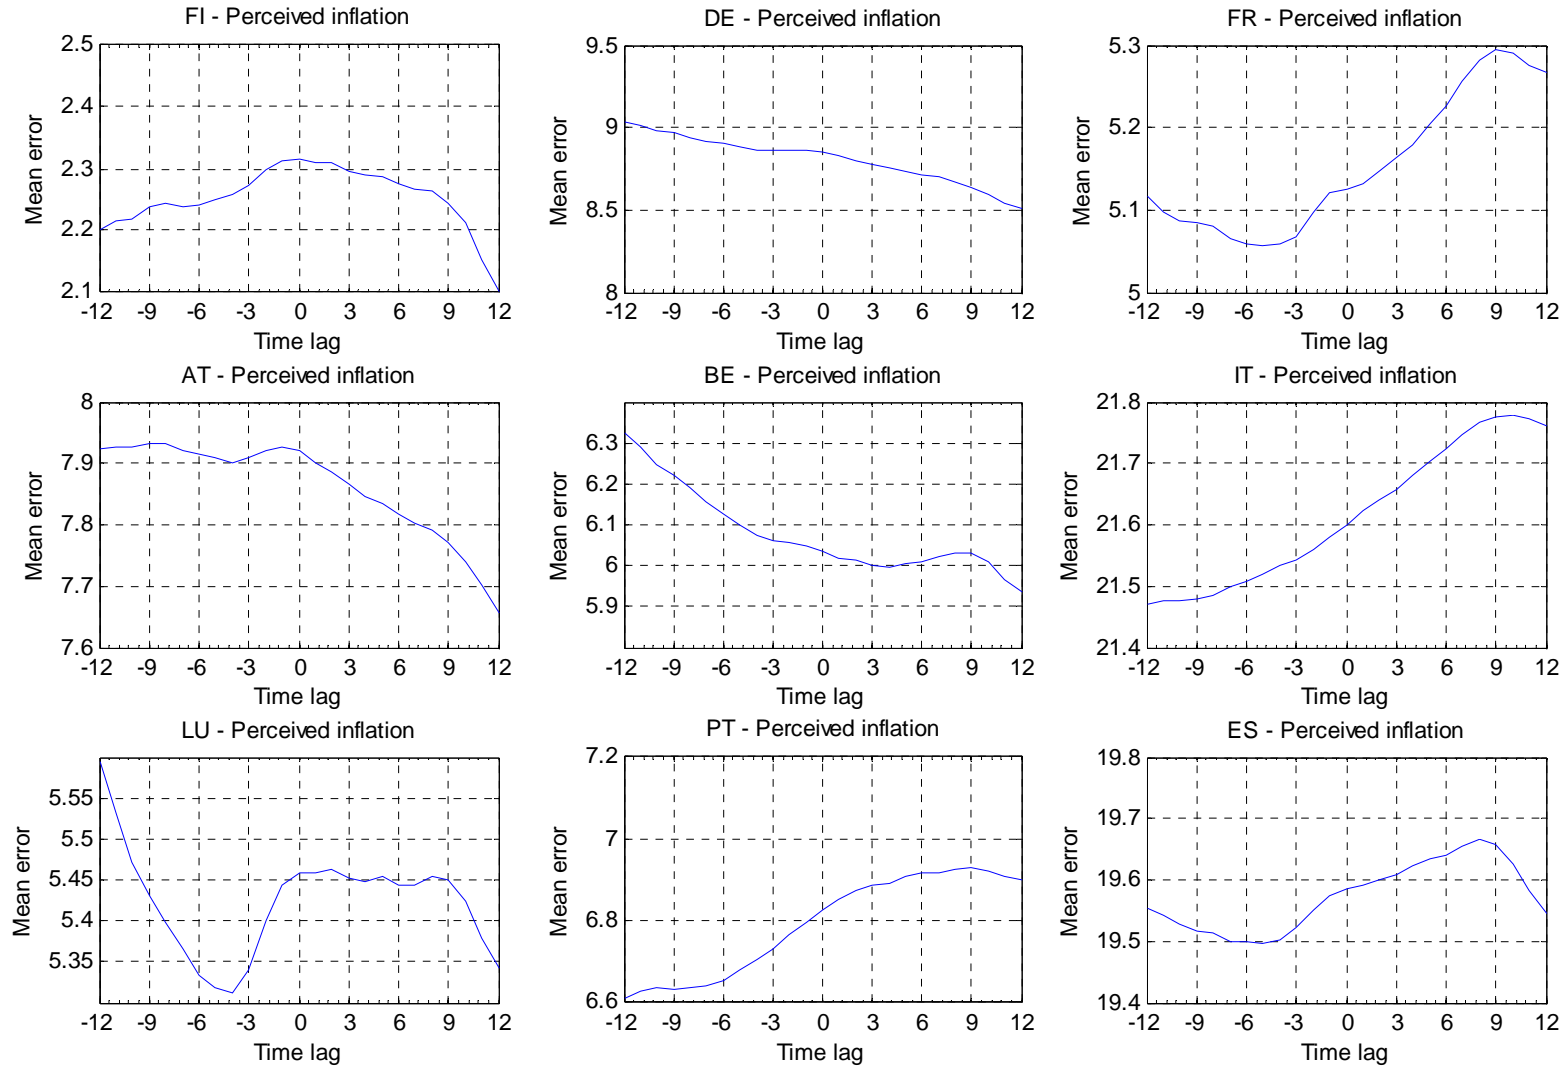 FI - Perceived inflation
2.5
2.4
2.3
2.2
2.1
Mean error
-12 -9 -6 -3 0 3 6 9 12
Time lag
DE - Perceived inflation
9.5
9
8.5
8
Mean error
-12 -9 -6 -3 0 3 6 9 12
Time lag
FR - Perceived inflation
5.3
5.2
5.1
5
Mean error
-12 -9 -6 -3 0 3 6 9 12
Time lag
AT - Perceived inflation
8
7.9
7.8
7.7
7.6
Mean error
-12 -9 -6 -3 0 3 6 9 12
Time lag
BE - Perceived inflation
6.3
6.2
6.1
6
5.9
Mean error
-12 -9 -6 -3 0 3 6 9 12
Time lag
IT - Perceived inflation
21.8
21.7
21.6
21.5
21.4
Mean error
-12 -9 -6 -3 0 3 6 9 12
Time lag
LU - Perceived inflation
5.55
5.5
5.45
5.4
5.35
Mean error
-12 -9 -6 -3 0 3 6 9 12
Time lag
PT - Perceived inflation
7.2
7
6.8
6.6
Mean error
-12 -9 -6 -3 0 3 6 9 12
Time lag
ES - Perceived inflation
19.8
19.7
19.6
19.5
19.4
Mean error
-12 -9 -6 -3 0 3 6 9 12
Time lag